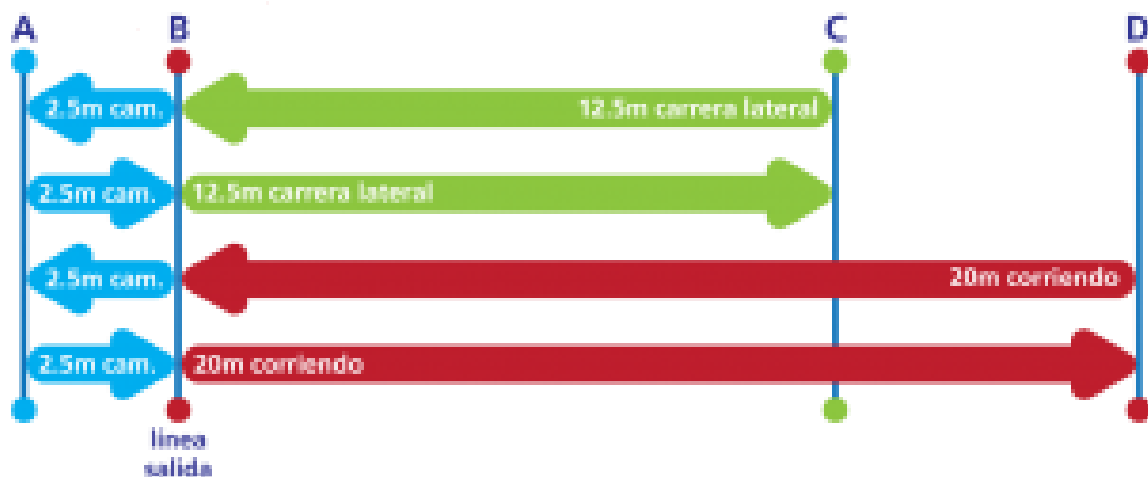 A B C D
2.5m cam. 12.5m carrera lateral
2.5m cam. 12.5m carrera lateral
2.5m cam. 20m corriendo
2.5m cam. 20m corriendo
linea
salida